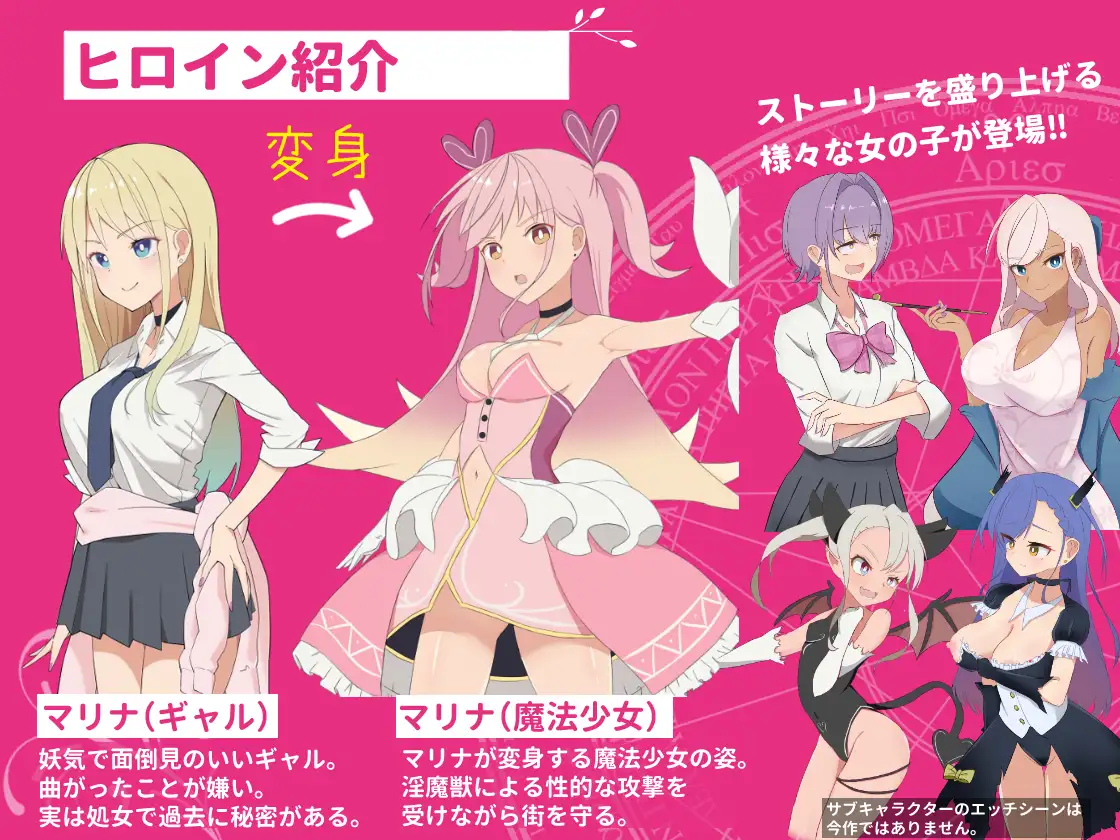 ヒロイン紹介
変身
ストーリーを盛り上げる
様々な女の子が登場!!
Aριεσ
マリナ(ギャル)
妖気で面倒見のいいギャル。
曲がったことが嫌い。
実は処女で過去に秘密がある。
マリナ(魔法少女)
マリナが変身する魔法少女の姿。
淫魔獣による性的な攻撃を
受けながら街を守る。
サブキャラクターのエッチシーンは
今作ではありません。